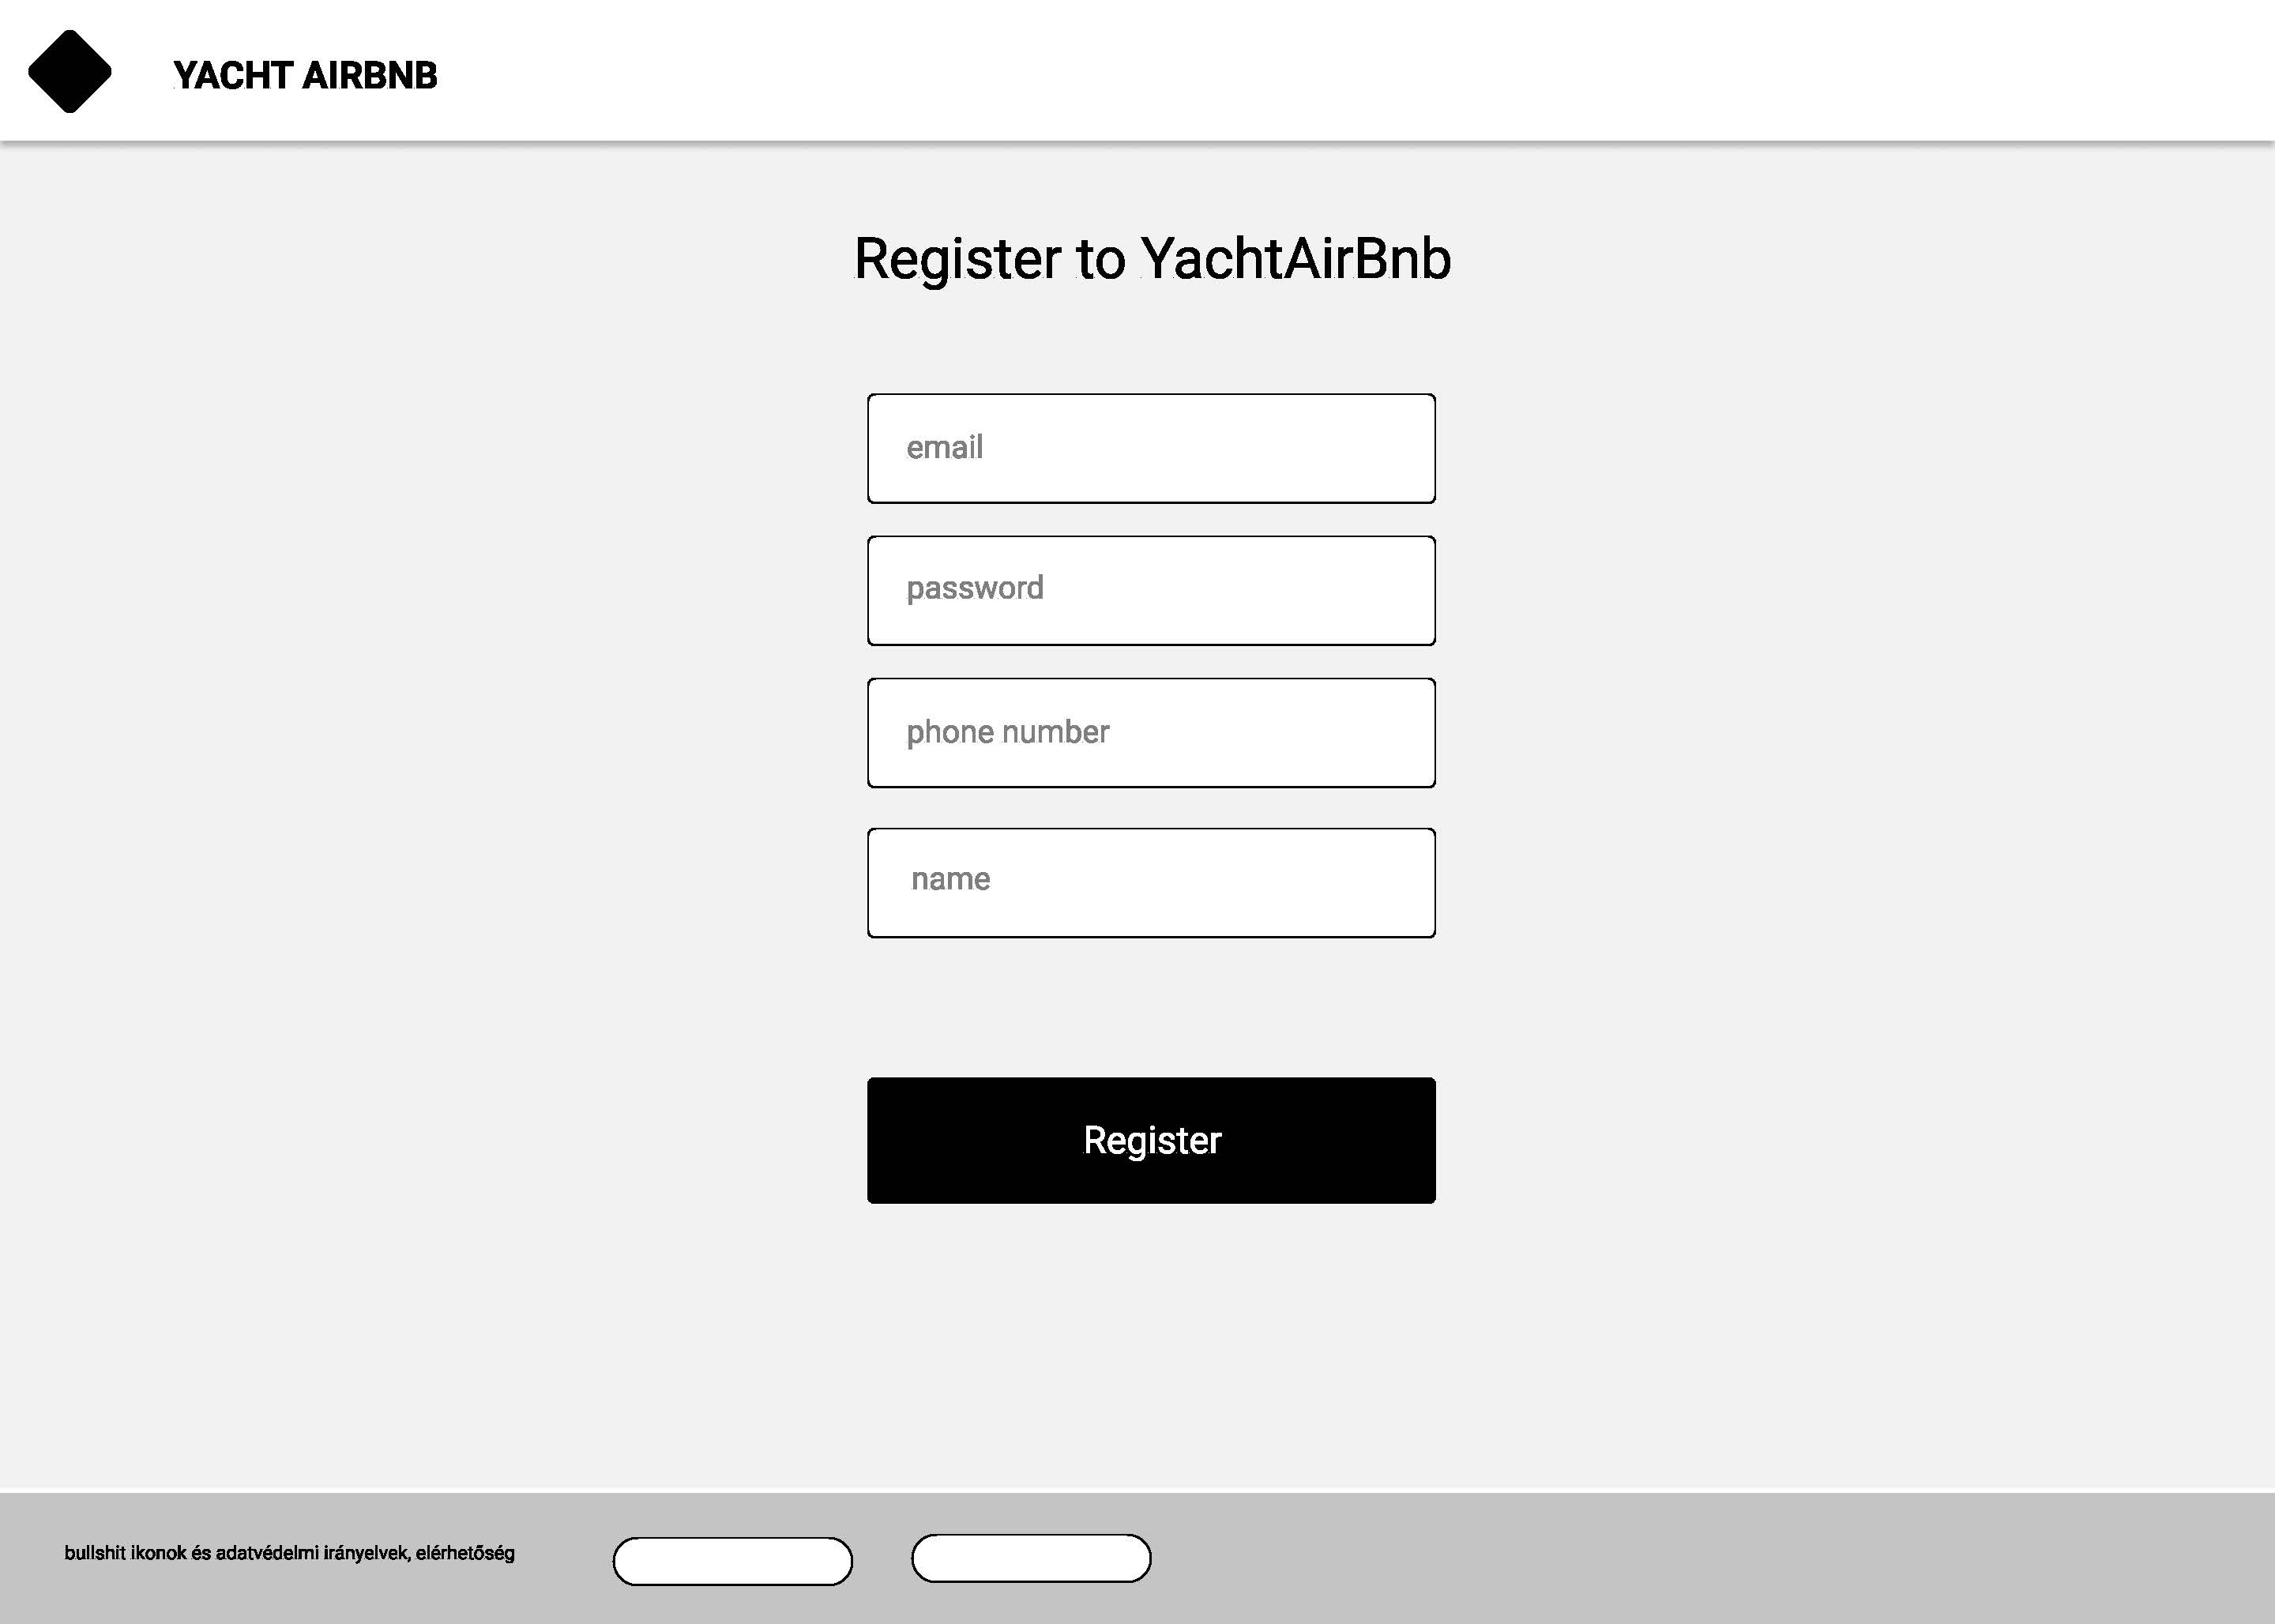 YACHT AIRBNB
Register to YachtAirBnb
email
password
phone number
name
Register
bullshit ikonok és adatvédelmi irányelvek, elérhetőség